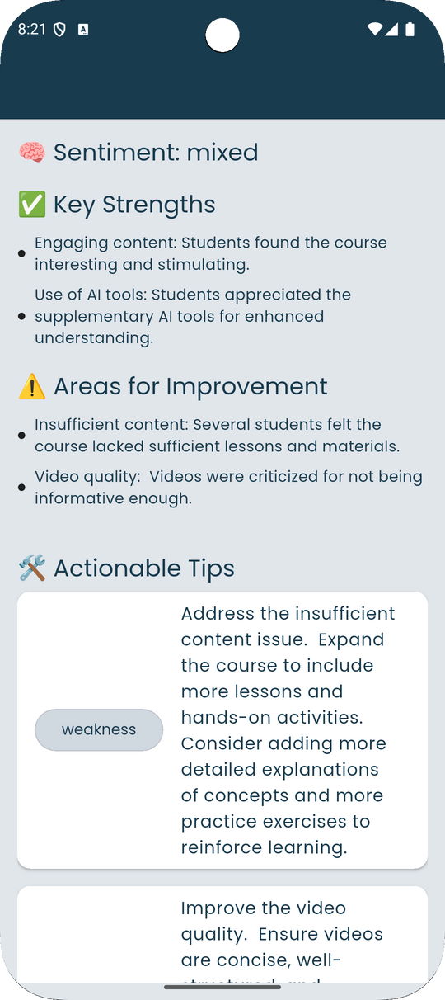 8:21
Sentiment: mixed
Key Strengths
Engaging content: Students found the course
interesting and stimulating.
Use of AI tools: Students appreciated the
supplementary AI tools for enhanced
understanding.
Areas for Improvement
Insufficient content: Several students felt the
course lacked sufficient lessons and materials.
Video quality:  Videos were criticized for not being
informative enough.
Actionable Tips
weakness
Address the insufficient
content issue.  Expand
the course to include
more lessons and
hands-on activities.
Consider adding more
detailed explanations
of concepts and more
practice exercises to
reinforce learning.
Improve the video
quality.  Ensure videos
are concise, well-